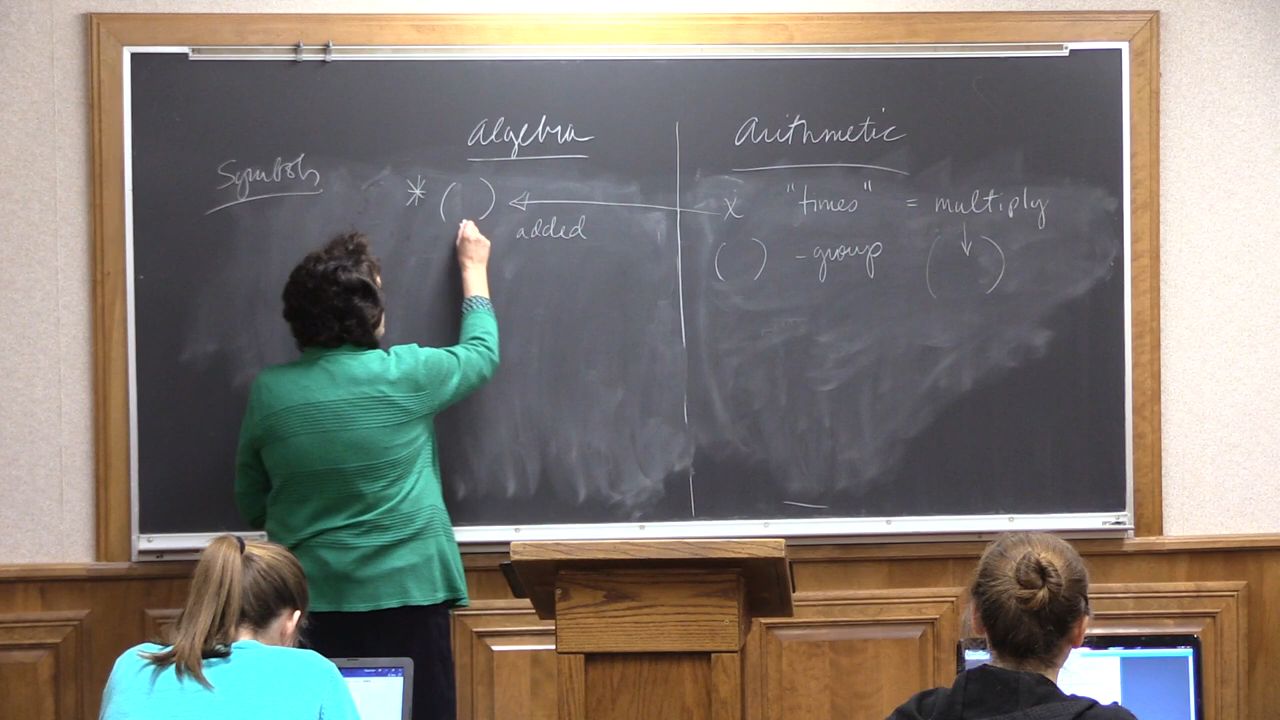 algebra
arithmetic
Symbols
* ( ) added
x "times" = multiply
( ) - group ( )